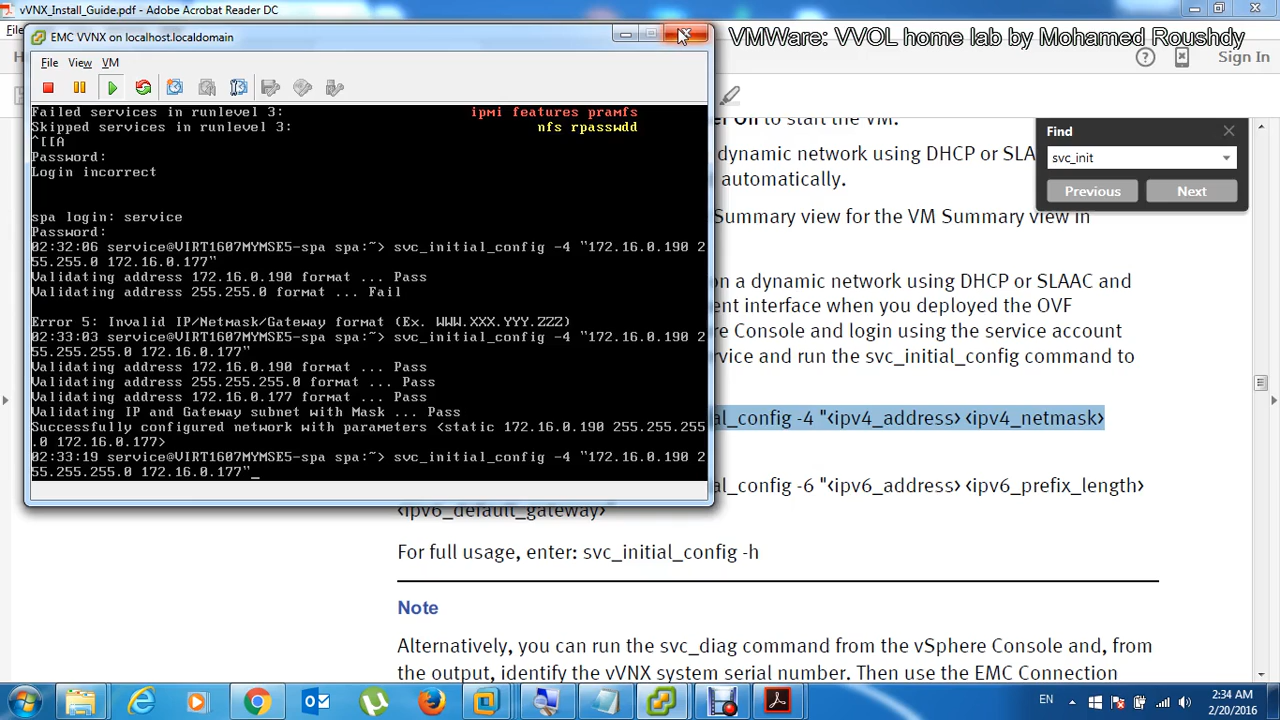 vVNX_Install_Guide.pdf - Adobe Acrobat Reader DC
EMC VVNX on localhost.localdomain
VMWare: VVOL home lab by Mohamed Roushdy
File View VM
Sign In
Failed services in runlevel 3: ipmi features pramfs
Skipped services in runlevel 3: nfs rpasswdd
^[[A
Password:
Login incorrect
spa login: service
Password:
02:32:06 service@VIRT1607MYMSE5-spa spa:~> svc_initial_config -4 "172.16.0.190 2
55.255.0 172.16.0.177"
Validating address 172.16.0.190 format ... Pass
Validating address 255.255.0 format ... Fail
Error 5: Invalid IP/Netmask/Gateway format (Ex. WWW.XXX.YYY.ZZZ)
02:33:03 service@VIRT1607MYMSE5-spa spa:~> svc_initial_config -4 "172.16.0.190 2
55.255.255.0 172.16.0.177"
Validating address 172.16.0.190 format ... Pass
Validating address 255.255.255.0 format ... Pass
Validating address 172.16.0.177 format ... Pass
Validating IP and Gateway subnet with Mask ... Pass
Successfully configured network with parameters <static 172.16.0.190 255.255.255
.0 172.16.0.177>
02:33:19 service@VIRT1607MYMSE5-spa spa:~> svc_initial_config -4 "172.16.0.190 2
55.255.255.0 172.16.0.177"_
Find
svc_init
Previous Next
to start the VM.
dynamic network using DHCP or SLA
automatically.
Summary view for the VM Summary view in
on a dynamic network using DHCP or SLAAC and
ent interface when you deployed the OVF
re Console and login using the service account
rvice and run the svc_initial_config command to
al_config -4 "<ipv4_address> <ipv4_netmask>
al_config -6 "<ipv6_address> <ipv6_prefix_length>
<ipv6_default_gateway>"
For full usage, enter: svc_initial_config -h
Note
Alternatively, you can run the svc_diag command from the vSphere Console and, from
the output, identify the vVNX system serial number. Then use the EMC Connection
EN
2:34 AM
2/20/2016